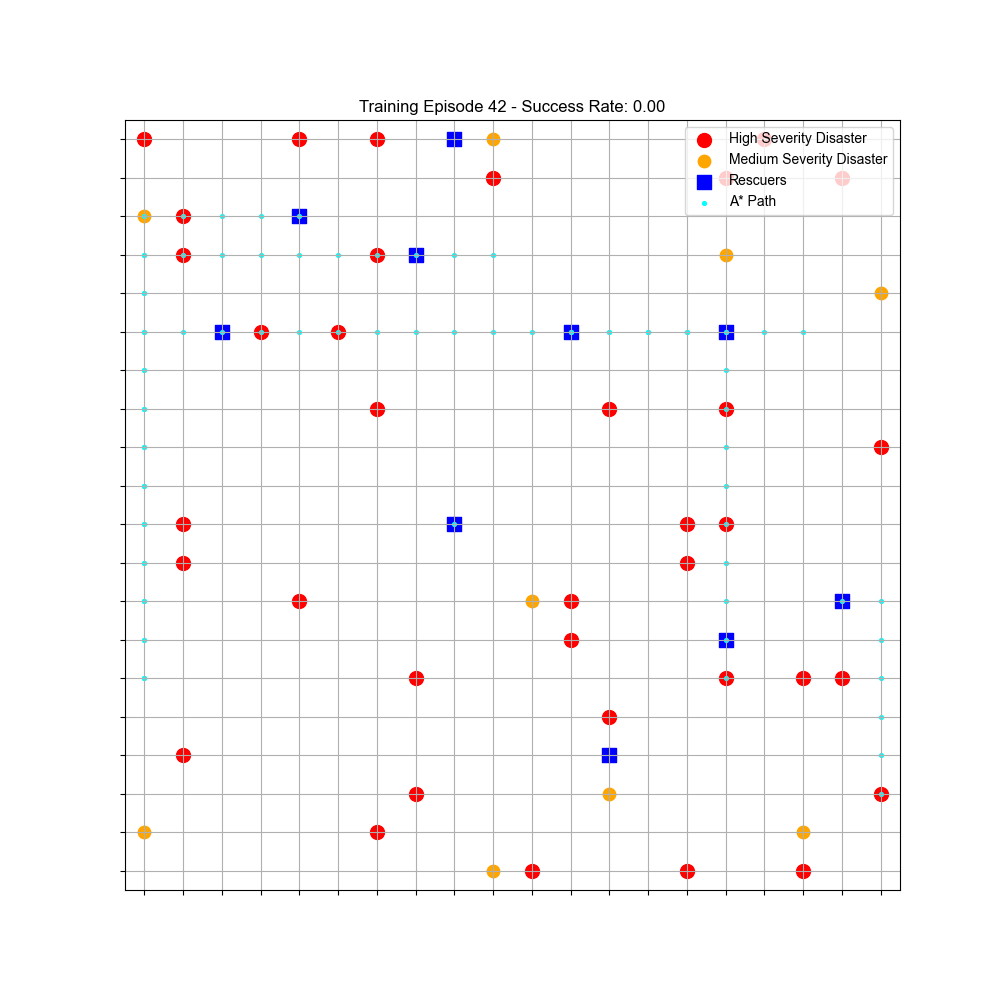 Training Episode 42 - Success Rate: 0.00
High Severity Disaster
Medium Severity Disaster
Rescuers
A* Path